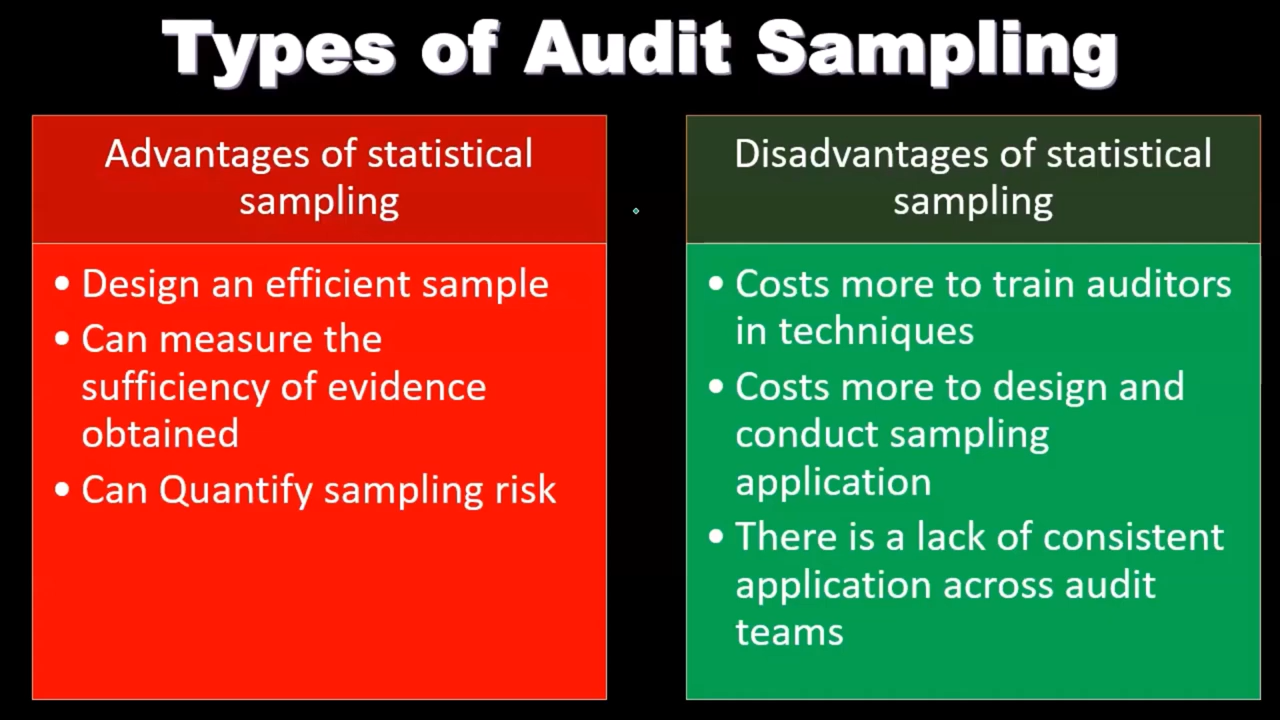 Types of Audit Sampling
Advantages of statistical
sampling
• Design an efficient sample
• Can measure the
sufficiency of evidence
obtained
• Can Quantify sampling risk
Disadvantages of statistical
sampling
• Costs more to train auditors
in techniques
• Costs more to design and
conduct sampling
application
• There is a lack of consistent
application across audit
teams